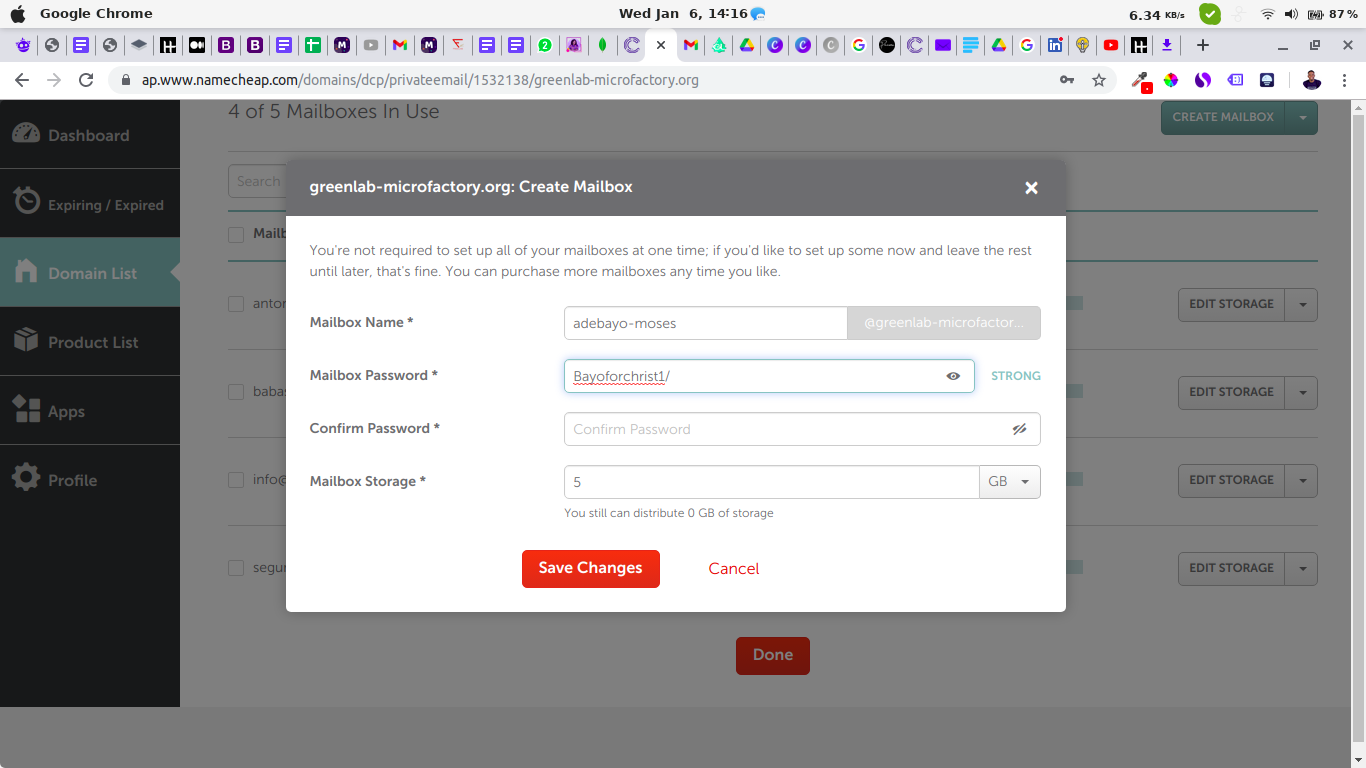 Google Chrome
Wed Jan 6, 14:16
6.34 KB/s
87 %
ap.www.namecheap.com/domains/dcp/privateemail/1532138/greenlab-microfactory.org
4 of 5 Mailboxes In Use
CREATE MAILBOX
Dashboard
Expiring / Expired
Domain List
Product List
Apps
Profile
Search
greenlab-microfactory.org: Create Mailbox
You're not required to set up all of your mailboxes at one time; if you'd like to set up some now and leave the rest
until later, that's fine. You can purchase more mailboxes any time you like.
Mailbox Name *
adebayo-moses
@greenlab-microfactor...
Mailbox Password *
Bayoforchrist1/
STRONG
Confirm Password *
Confirm Password
Mailbox Storage *
5
GB
You still can distribute 0 GB of storage
Save Changes
Cancel
EDIT STORAGE
EDIT STORAGE
info@
EDIT STORAGE
EDIT STORAGE
Done